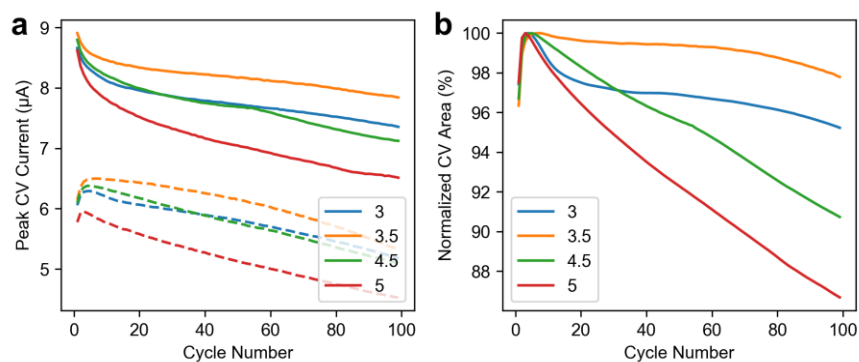 a
Peak CV Current (µA)
9
8
7
6
5
0 20 40 60 80 100
Cycle Number
3
3.5
4.5
5
b
Normalized CV Area (%)
100
98
96
94
92
90
88
0 20 40 60 80 100
Cycle Number
3
3.5
4.5
5